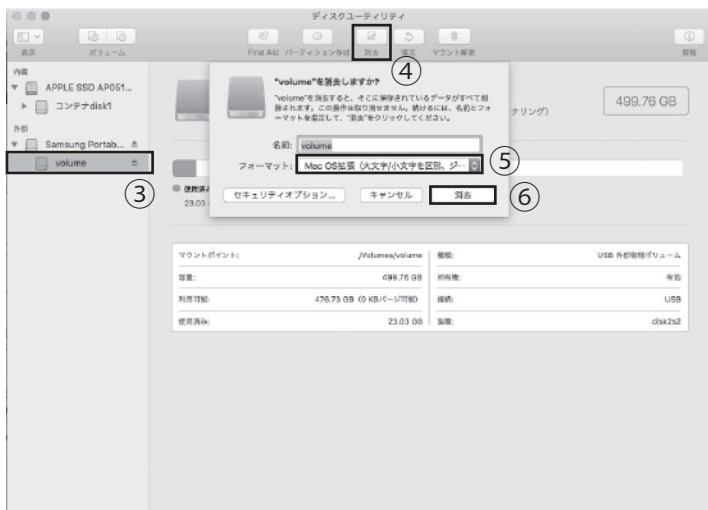 ディスクユーティリティ
表示
ボリューム
First Aid パーティション作成 消去 復元 マウント解除
情報
④
内蔵
APPLE SSD AP051...
コンテナdisk1
外部
Samsung Portab...
volume
③
"volume"を消去しますか?
"volume"を消去すると、そこに保存されているデータがすべて削
除されます。この操作は取り消せません。続けるには、名前とフォ
ーマットを指定して、"消去"をクリックしてください。
名前: volume
フォーマット: Mac OS拡張（大文字/小文字を区別、ジ…
⑤
セキュリティオプション... キャンセル 消去
⑥
ーナリング)
499.76 GB
使用済み
23.03
マウントポイント: /Volumes/volume
種類: USB 外部物理ボリューム
容量: 499.76 GB
所有権: 有効
利用可能: 476.73 GB（0 KBパージ可能）
接続: USB
使用済み: 23.03 GB
装置: disk2s2